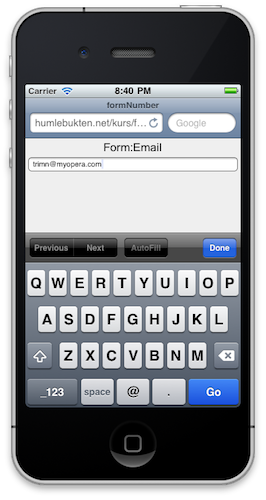 Carrier 8:40 PM
formNumber
humlebukten.net/kurs/f... Google
Form:Email
trimn@myopera.com
Previous Next AutoFill Done
Q W E R T Y U I O P
A S D F G H J K L
Z X C V B N M
_123 space @ . Go